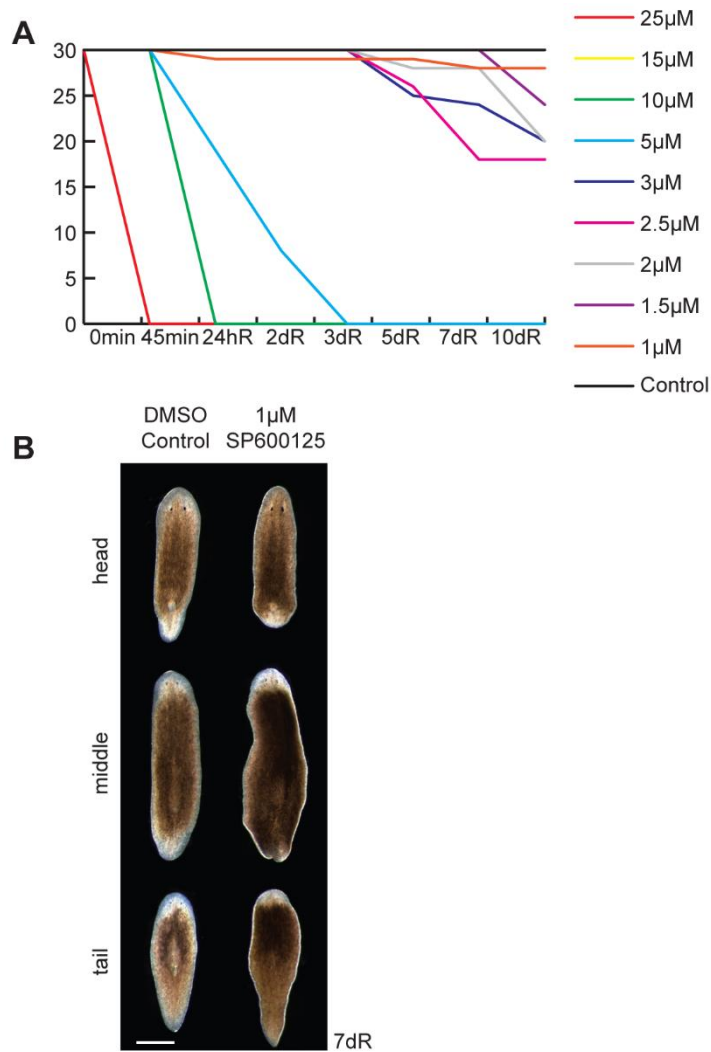 A
30
25
20
15
10
5
0
0min 45min 24hR 2dR 3dR 5dR 7dR 10dR
25µM
15µM
10µM
5µM
3µM
2.5µM
2µM
1.5µM
1µM
Control
B
DMSO
Control
1µM
SP600125
head
middle
tail
7dR